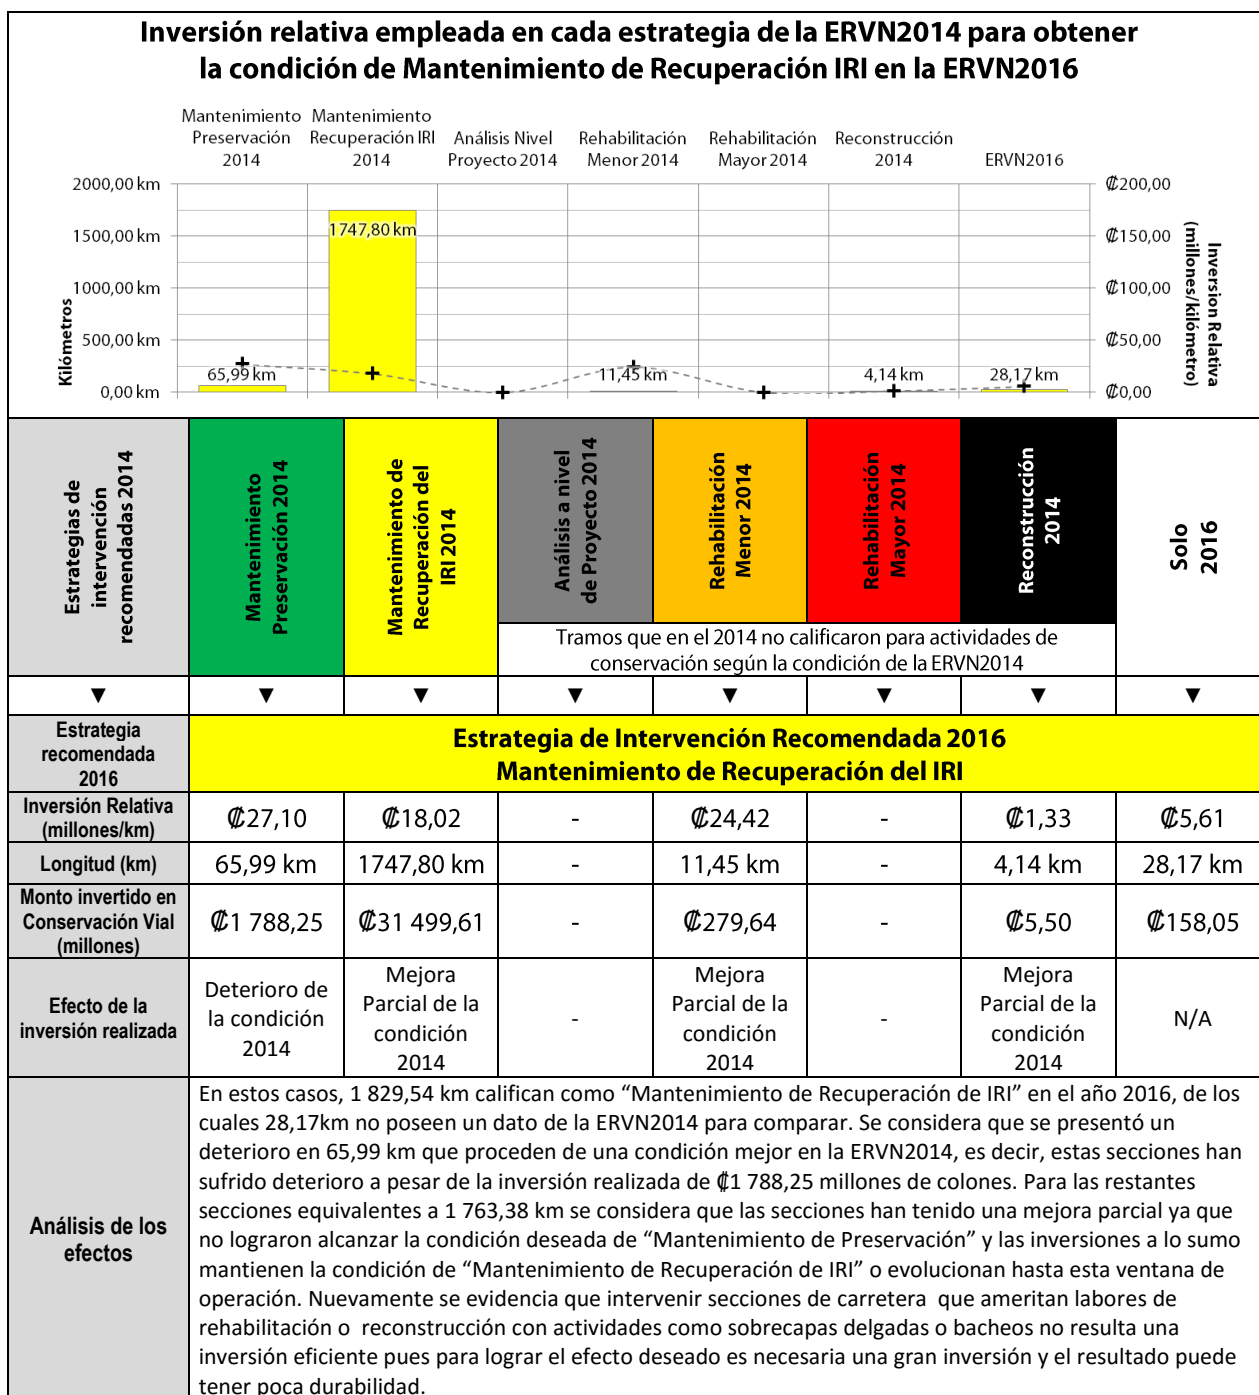 Inversión relativa empleada en cada estrategia de la ERVN2014 para obtener
la condición de Mantenimiento de Recuperación IRI en la ERVN2016
Mantenimiento
Preservación
2014
Mantenimiento
Recuperación IRI
2014
Análisis Nivel
Proyecto 2014
Rehabilitación
Menor 2014
Rehabilitación
Mayor 2014
Reconstrucción
2014
ERVN2016
Kilómetros
2000,00 km
1500,00 km
1000,00 km
500,00 km
0,00 km
65,99 km
1747,80 km
11,45 km
4,14 km
28,17 km
₡200,00
₡150,00
₡100,00
₡50,00
₡0,00
Inversion Relativa
(millones/kilómetro)
Estrategias de
intervención
recomendadas 2014
Mantenimiento
Preservación 2014
Mantenimiento de
Recuperación del
IRI 2014
Análisis a nivel
de Proyecto 2014
Rehabilitación
Menor 2014
Rehabilitación
Mayor 2014
Reconstrucción
2014
Solo
2016
Tramos que en el 2014 no calificaron para actividades de
conservación según la condición de la ERVN2014
▼ ▼ ▼ ▼ ▼ ▼ ▼ ▼
Estrategia
recomendada
2016
Estrategia de Intervención Recomendada 2016
Mantenimiento de Recuperación del IRI
Inversión Relativa
(millones/km)
₡27,10 ₡18,02 - ₡24,42 - ₡1,33 ₡5,61
Longitud (km)
65,99 km 1747,80 km - 11,45 km - 4,14 km 28,17 km
Monto invertido en
Conservación Vial
(millones)
₡1 788,25 ₡31 499,61 - ₡279,64 - ₡5,50 ₡158,05
Efecto de la
inversión realizada
Deterioro de
la condición
2014
Mejora
Parcial de la
condición
2014
-
Mejora
Parcial de la
condición
2014
-
Mejora
Parcial de la
condición
2014
N/A
Análisis de los
efectos
En estos casos, 1 829,54 km califican como “Mantenimiento de Recuperación de IRI” en el año 2016, de los
cuales 28,17km no poseen un dato de la ERVN2014 para comparar. Se considera que se presentó un
deterioro en 65,99 km que proceden de una condición mejor en la ERVN2014, es decir, estas secciones han
sufrido deterioro a pesar de la inversión realizada de ₡1 788,25 millones de colones. Para las restantes
secciones equivalentes a 1 763,38 km se considera que las secciones han tenido una mejora parcial ya que
no lograron alcanzar la condición deseada de “Mantenimiento de Preservación” y las inversiones a lo sumo
mantienen la condición de “Mantenimiento de Recuperación de IRI” o evolucionan hasta esta ventana de
operación. Nuevamente se evidencia que intervenir secciones de carretera que ameritan labores de
rehabilitación o reconstrucción con actividades como sobrecapas delgadas o bacheos no resulta una
inversión eficiente pues para lograr el efecto deseado es necesaria una gran inversión y el resultado puede
tener poca durabilidad.